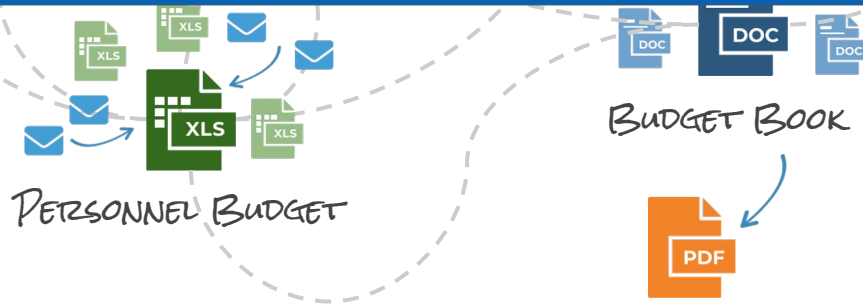 XLS
XLS
XLS
XLS
PERSONNEL BUDGET
DOC
DOC
DOC
BUDGET BOOK
PDF